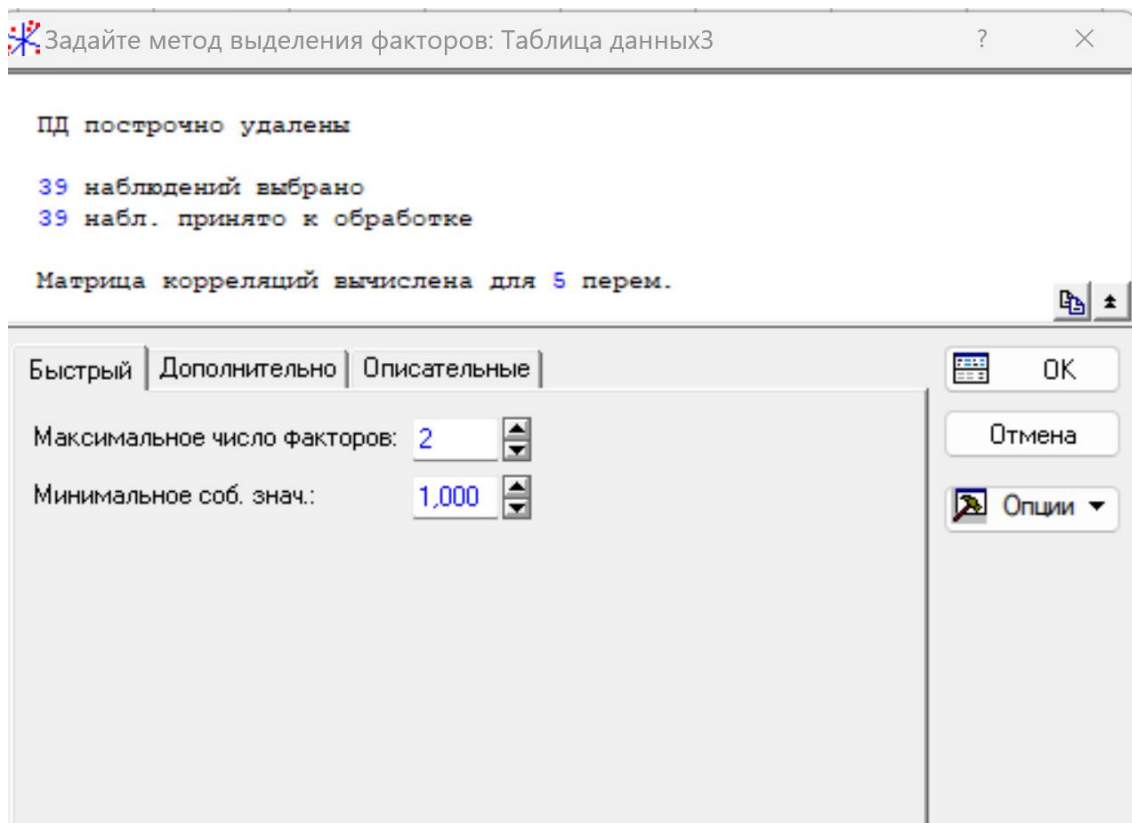 Задайте метод выделения факторов: Таблица данных3
?
ПД построчно удалены
39 наблюдений выбрано
39 набл. принято к обработке
Матрица корреляций вычислена для 5 перем.
Быстрый Дополнительно Описательные
OK
Максимальное число факторов: 2
Отмена
Минимальное соб. знач.: 1,000
Опции